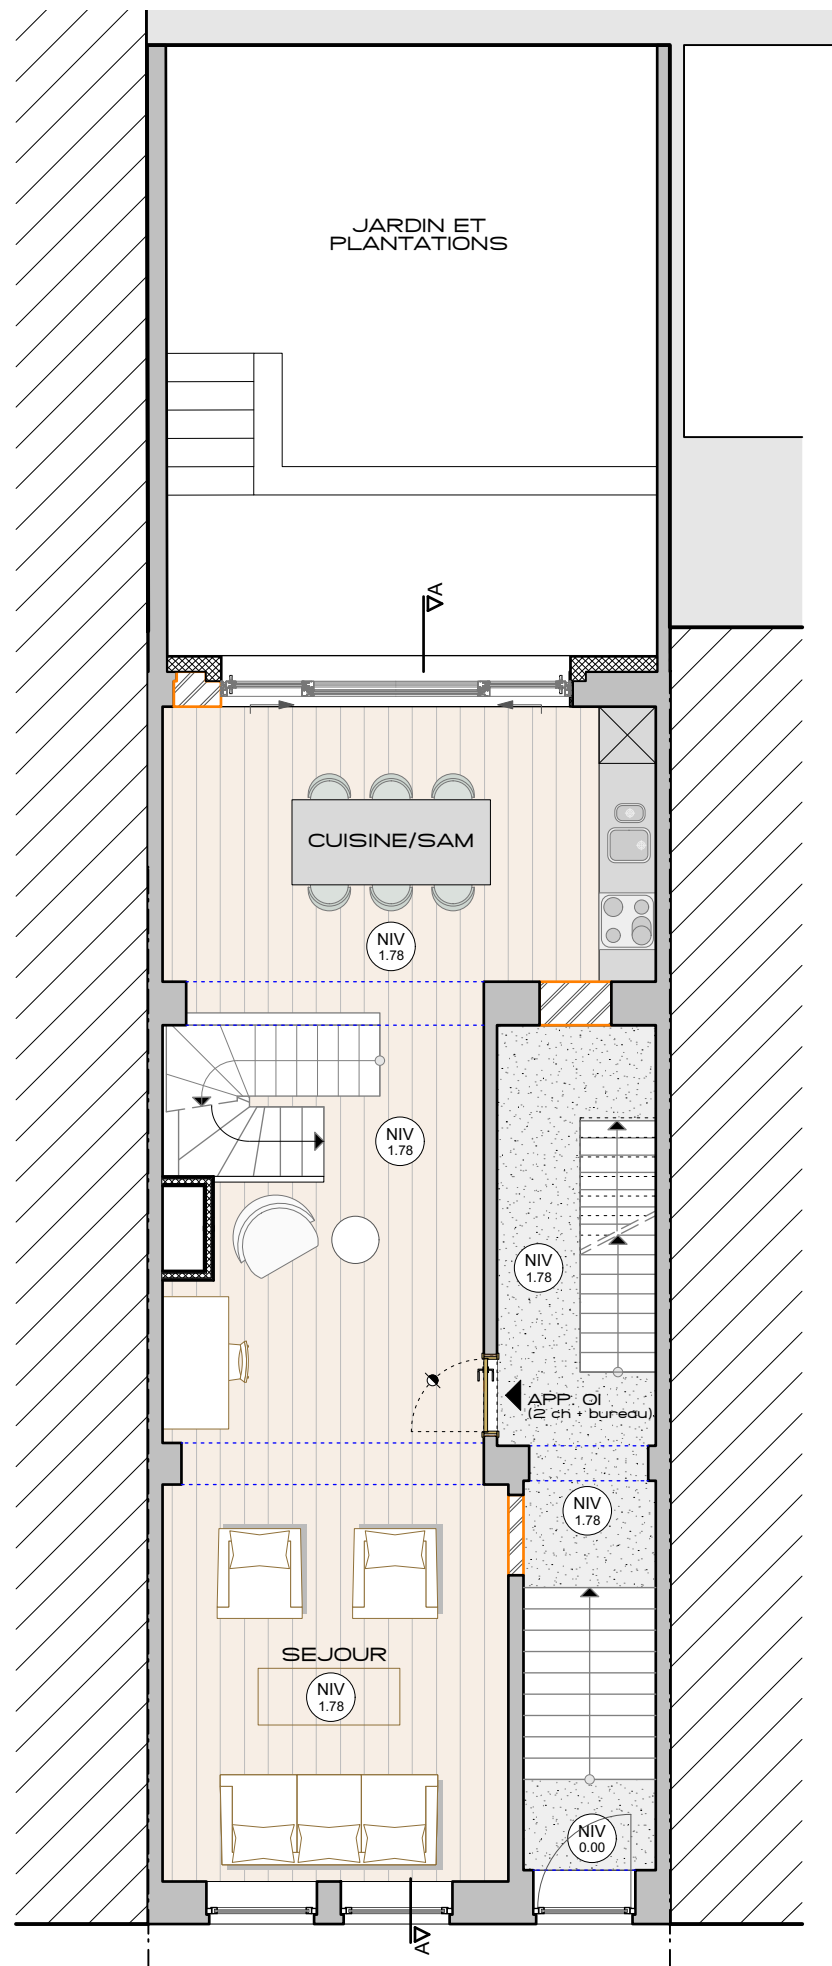 JARDIN ET
PLANTATIONS
A
CUISINE/SAM
NIV
1.78
NIV
1.78
NIV
1.78
APP. 01
(2 ch + bureau)
NIV
1.78
SEJOUR
NIV
1.78
NIV
0.00
A